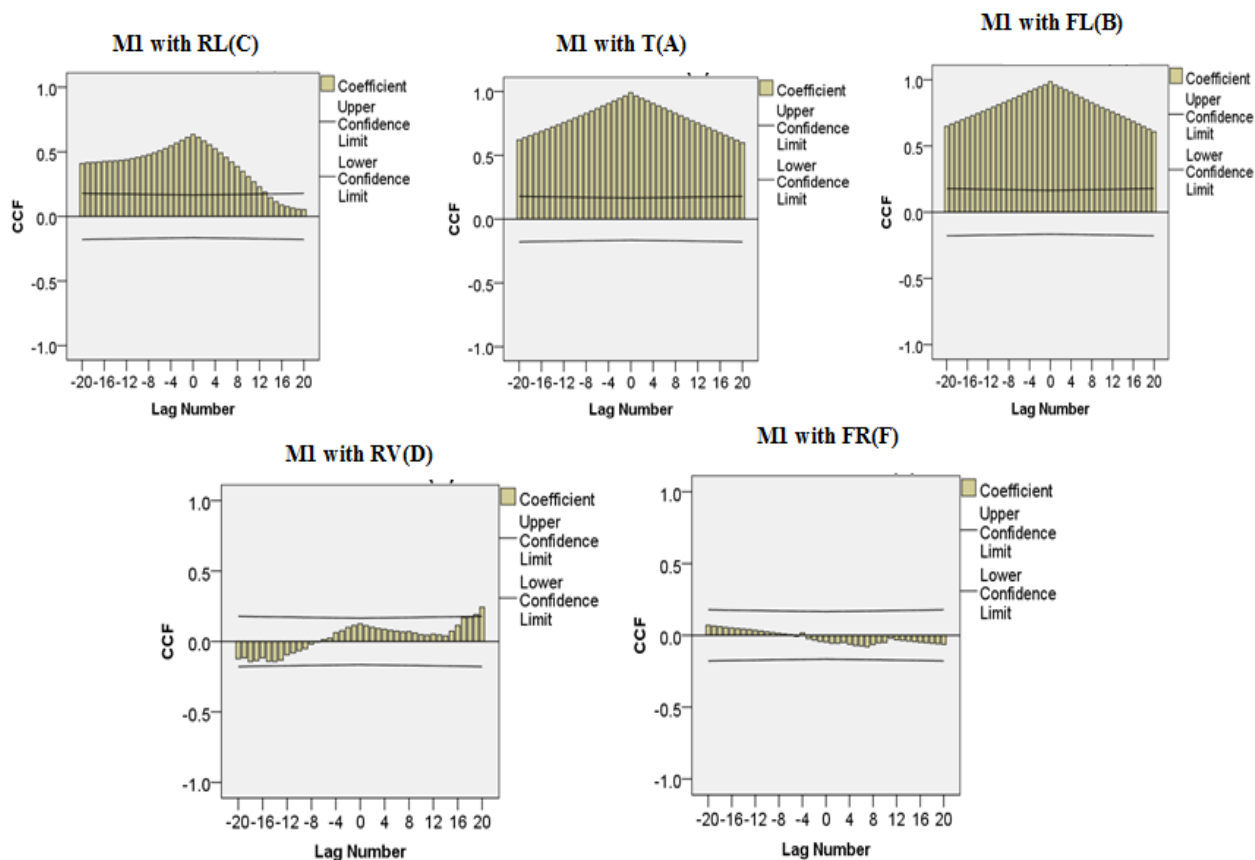 M1 with RL(C)
1.0
0.5
0.0
-0.5
-1.0
CCF
-20 -16 -12 -8 -4 0 4 8 12 16 20
Lag Number
Coefficient
Upper
Confidence
Limit
Lower
Confidence
Limit
M1 with T(A)
1.0
0.5
0.0
-0.5
-1.0
CCF
-20 -16 -12 -8 -4 0 4 8 12 16 20
Lag Number
Coefficient
Upper
Confidence
Limit
Lower
Confidence
Limit
M1 with FL(B)
1.0
0.5
0.0
-0.5
-1.0
CCF
-20 -16 -12 -8 -4 0 4 8 12 16 20
Lag Number
Coefficient
Upper
Confidence
Limit
Lower
Confidence
Limit
M1 with RV(D)
1.0
0.5
0.0
-0.5
-1.0
CCF
-20 -16 -12 -8 -4 0 4 8 12 16 20
Lag Number
Coefficient
Upper
Confidence
Limit
Lower
Confidence
Limit
M1 with FR(F)
1.0
0.5
0.0
-0.5
-1.0
CCF
-20 -16 -12 -8 -4 0 4 8 12 16 20
Lag Number
Coefficient
Upper
Confidence
Limit
Lower
Confidence
Limit